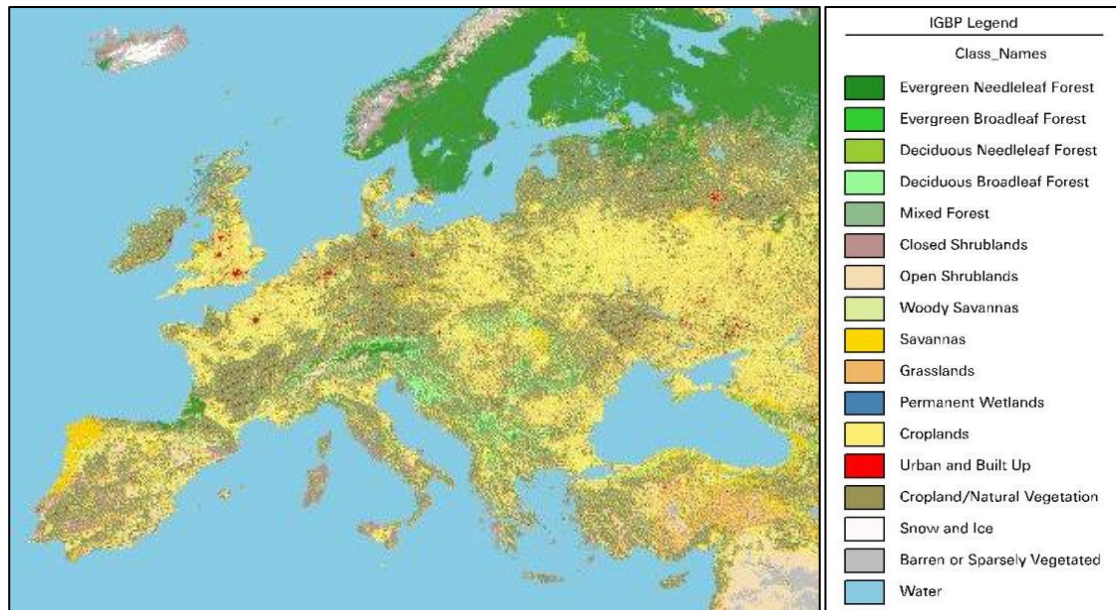 IGBP Legend
Class_Names
Evergreen Needleleaf Forest
Evergreen Broadleaf Forest
Deciduous Needleleaf Forest
Deciduous Broadleaf Forest
Mixed Forest
Closed Shrublands
Open Shrublands
Woody Savannas
Savannas
Grasslands
Permanent Wetlands
Croplands
Urban and Built Up
Cropland/Natural Vegetation
Snow and Ice
Barren or Sparsely Vegetated
Water